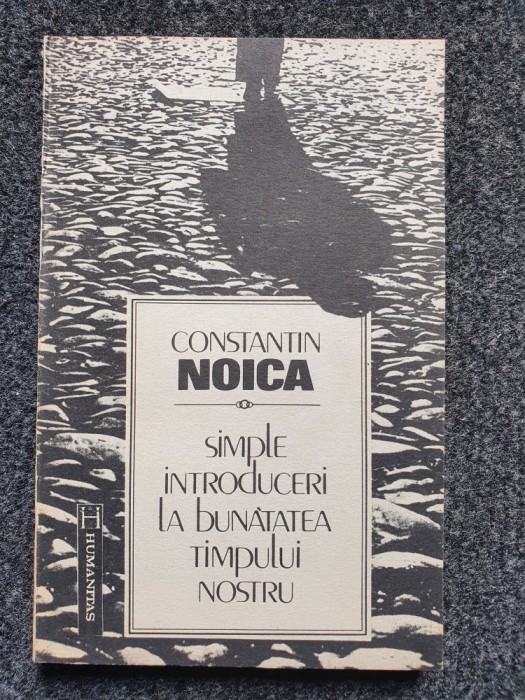 CONSTANTIN
NOICA
simple
introduceri
la bunătatea
timpului
nostru
H HUMANITAS